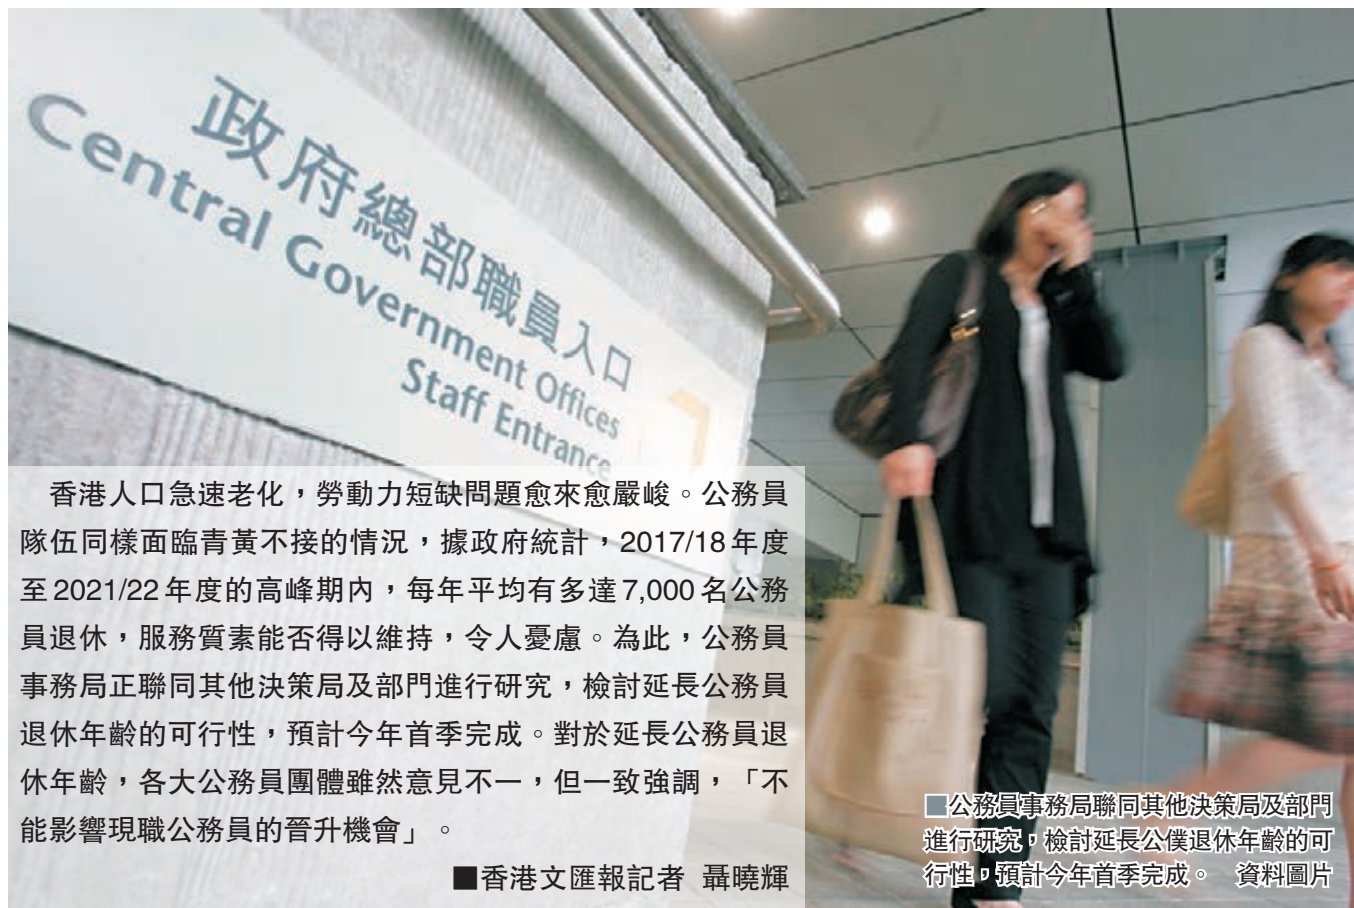 政府總部職員入口
Central Government Offices
Staff Entrance
香港人口急速老化，勞動力短缺問題愈來愈嚴峻。公務員
隊伍同樣面臨青黃不接的情況，據政府統計，2017/18年度
至2021/22年度的高峰期內，每年平均有多達7,000名公務
員退休，服務質素能否得以維持，令人憂慮。為此，公務員
事務局正聯同其他決策局及部門進行研究，檢討延長公務員
退休年齡的可行性，預計今年首季完成。對於延長公務員退
休年齡，各大公務員團體雖然意見不一，但一致強調，「不
能影響現職公務員的晉升機會」。
■香港文匯報記者 聶曉輝
■公務員事務局聯同其他決策局及部門
進行研究，檢討延長公僕退休年齡的可
行性，預計今年首季完成。 資料圖片